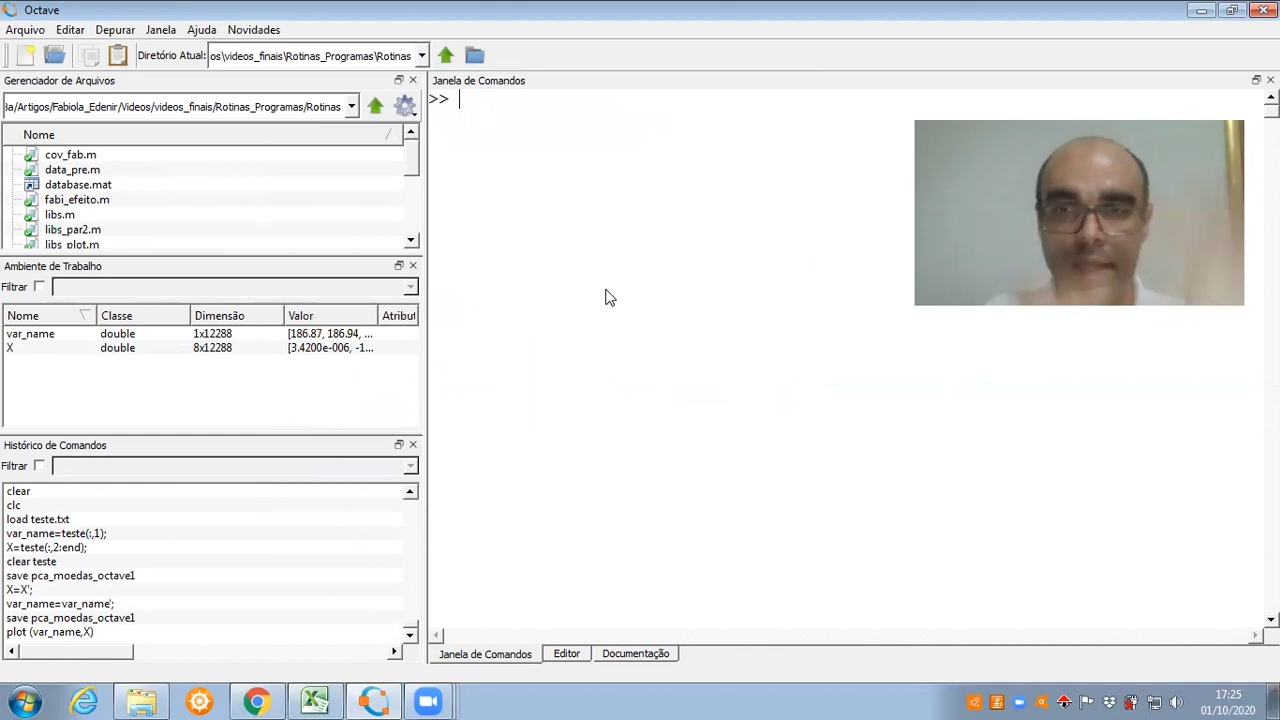 Octave
Arquivo Editar Depurar Janela Ajuda Novidades
Diretório Atual: os\videos_finais\Rotinas_Programas\Rotinas
Gerenciador de Arquivos
Janela de Comandos
/Artigos/Fabiola_Edenir/Videos/videos_finais/Rotinas_Programas/Rotinas
>>
Nome
cov_fab.m
data_pre.m
database.mat
fabi_efeito.m
libs.m
libs_par2.m
libs_plot.m
Ambiente de Trabalho
Filtrar
Nome Classe Dimensão Valor Atribut
var_name double 1x12288 [186.87, 186.94, ...
X double 8x12288 [3.4200e-006, -1...
Histórico de Comandos
Filtrar
clear
clc
load teste.txt
var_name=teste(:,1);
X=teste(:,2:end);
clear teste
save pca_moedas_octave1
X=X';
var_name=var_name';
save pca_moedas_octave1
plot (var_name,X)
Janela de Comandos Editor Documentação
17:25
01/10/2020